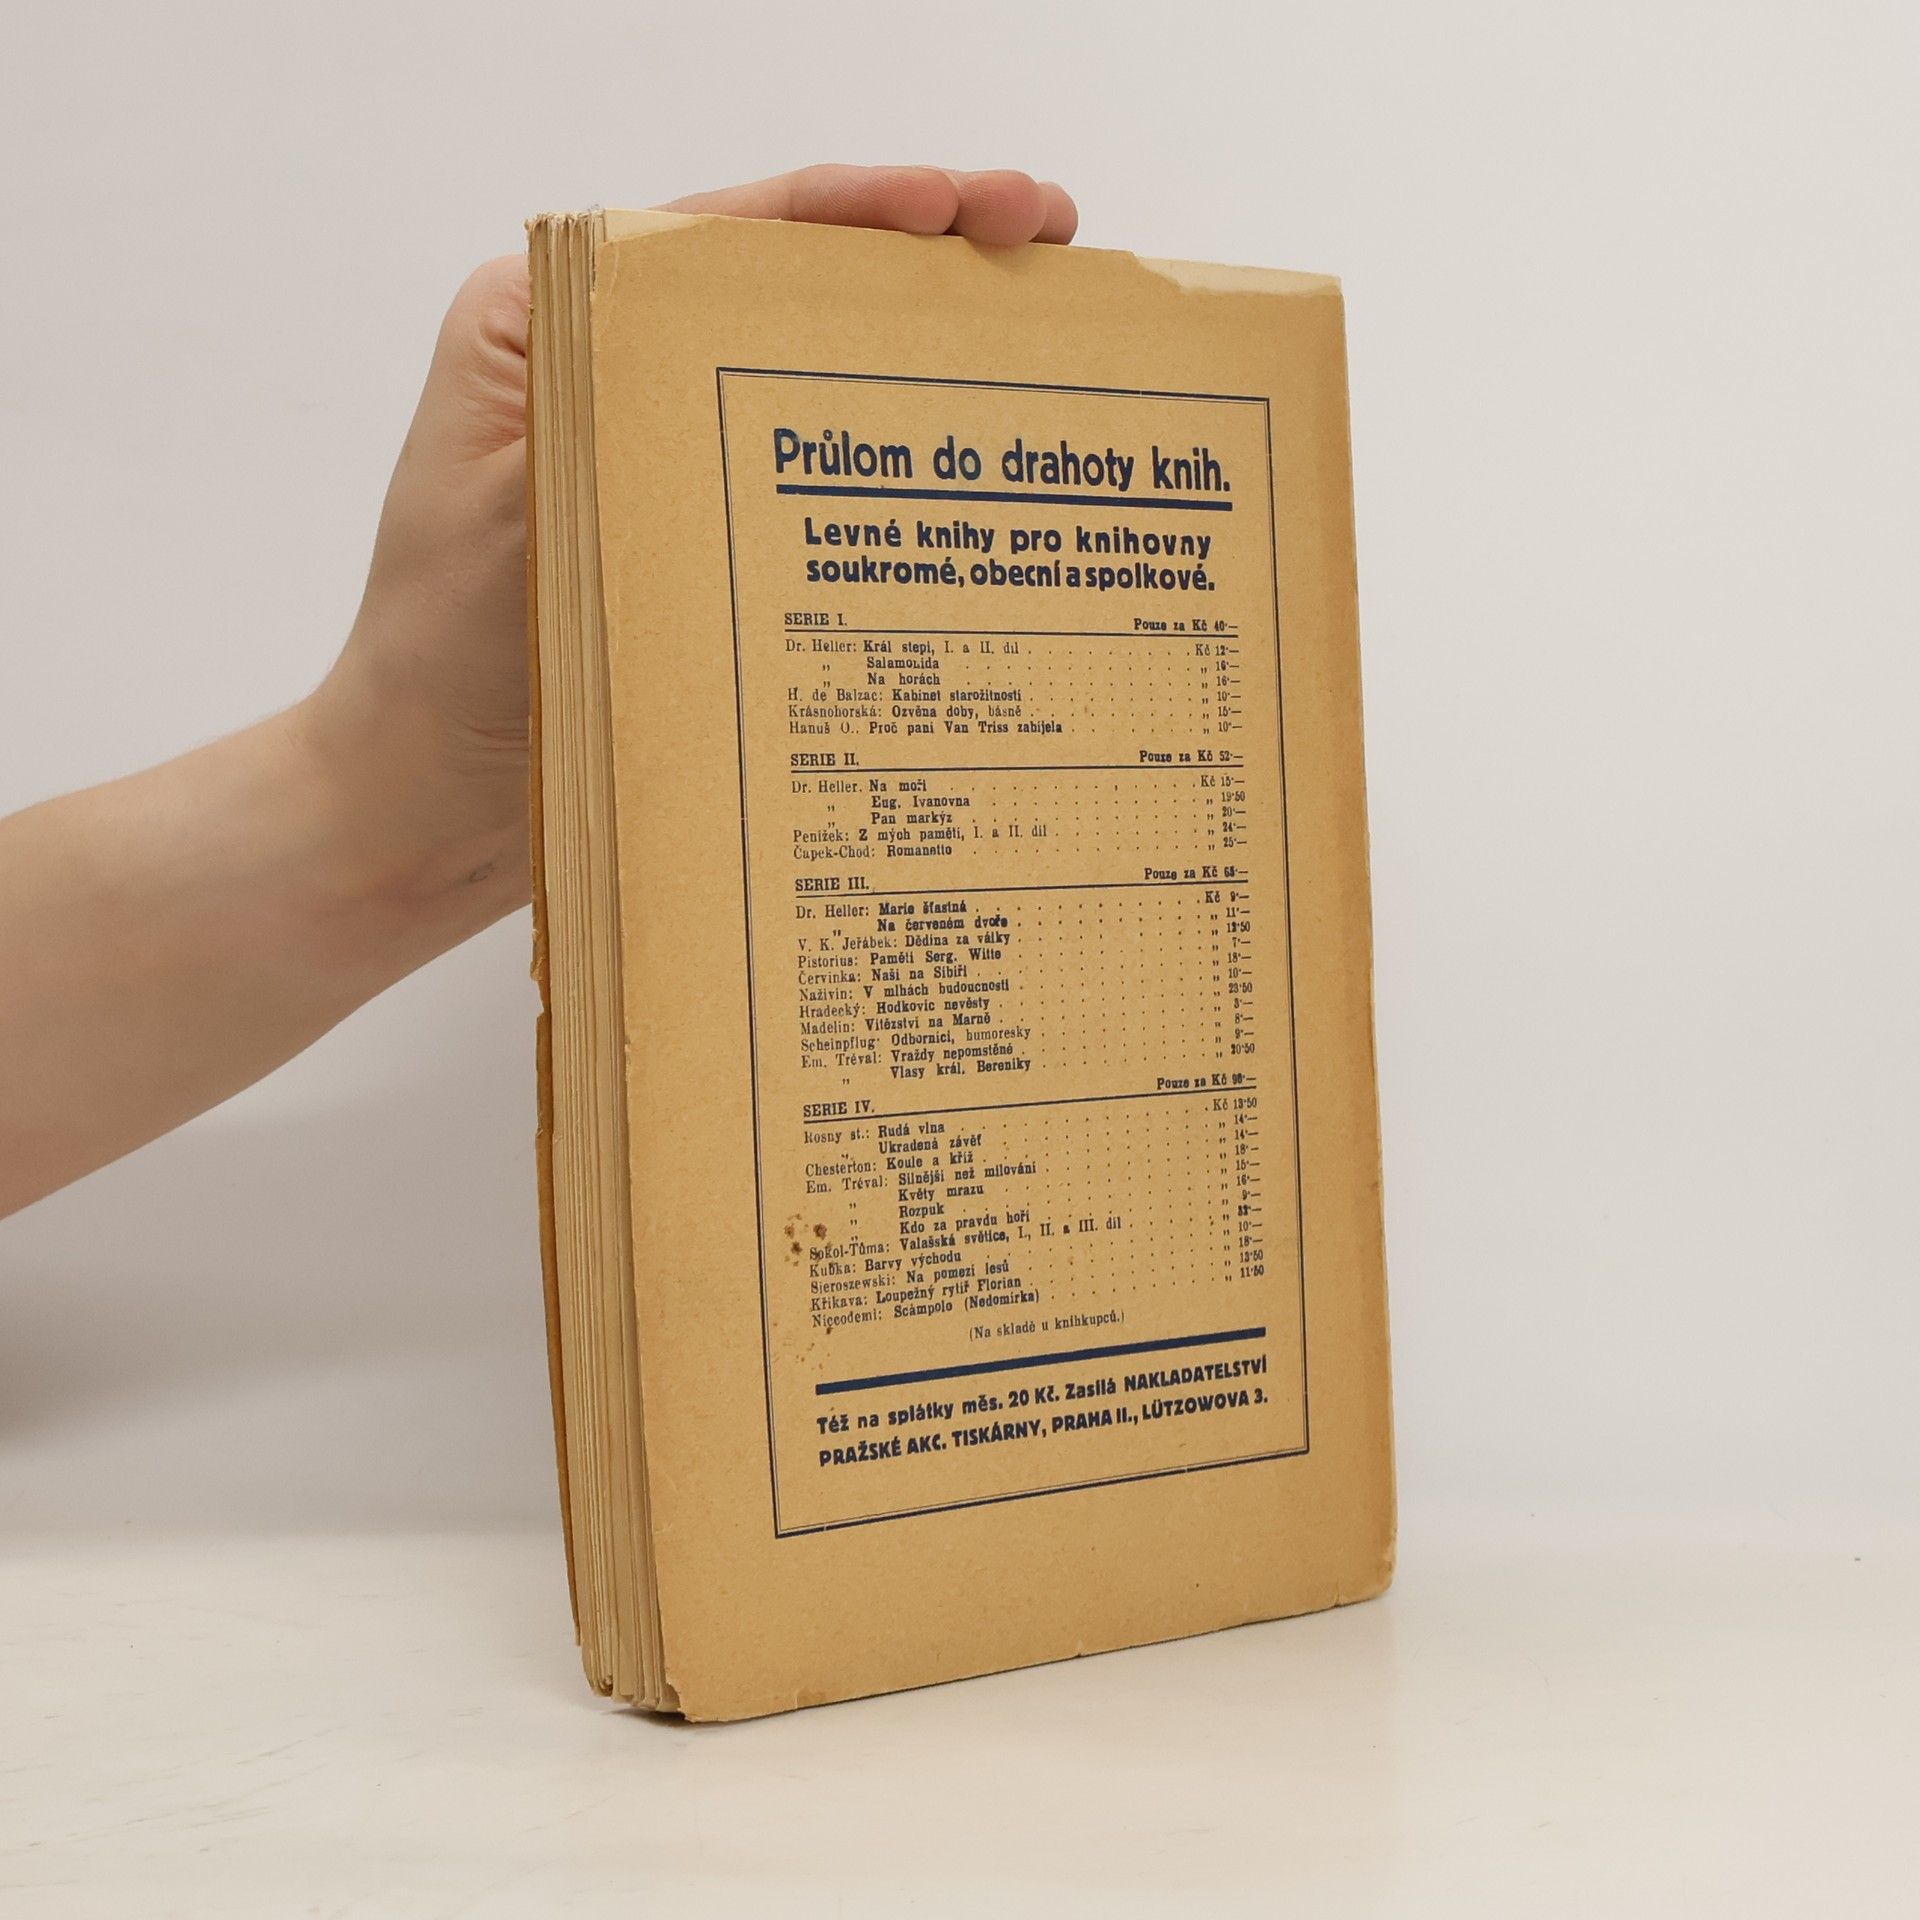 Průlom do drahoty knih.
Levné knihy pro knihovny
soukromé, obecní a spolkové.
SERIE I. Pouze za Kč 40·—
Dr. Heller: Král stepi, I. a II. díl . . . . . . . . Kč 12·—
„ Salamonida . . . . . . . . „ 16·—
„ Na horách . . . . . . . . „ 16·—
H. de Balzac: Kabinet starožitností . . . . . . . . „ 10·—
Krásnohorská: Ozvěna doby, básně . . . . . . . . „ 15·—
Hanuš O.: Proč paní Van Triss zabíjela . . . . . . . „ 10·—
SERIE II. Pouze za Kč 52·—
Dr. Heller. Na moři . . . . . . . . Kč 15·—
„ Eug. Ivanovna . . . . . . . . „ 19·50
„ Pan markýz . . . . . . . . „ 20·—
Penížek: Z mých pamětí, I. a II. díl . . . . . . . . „ 24·—
Čapek-Chod: Romanetto . . . . . . . . „ 25·—
SERIE III. Pouze za Kč
Dr. Heller: Marie šťastná . . . . . . . . Kč 9·—
„ Na červeném dvoře . . . . . . . . „ 11·—
V. K. Jeřábek: Dědina za války . . . . . . . . „ 13·50
Pistorius: Paměti Serg. Witte . . . . . . . . „ 7·—
Červinka: Naši na Sibiři . . . . . . . . „ 18·—
Naživin: V mlhách budoucnosti . . . . . . . . „ 10·—
Hradecký: Hodkovic nevěsty . . . . . . . . „ 23·50
Madelin: Vítězství na Marně . . . . . . . . „ 3·—
Scheinpflug: Odborníci, humoresky . . . . . . . . „ 8·—
Em. Tréval: Vraždy nepomstěné . . . . . . . . „ 9·—
„ Vlasy král. Bereniky . . . . . . . . „ 20·50
SERIE IV. Pouze za Kč
Rosny st.: Rudá vlna . . . . . . . . Kč 13·50
„ Ukradená závěť . . . . . . . . „ 14·—
Chesterton: Koule a kříž . . . . . . . . „ 14·—
Em. Tréval: Silnější než milování . . . . . . . . „ 18·—
„ Květy mrazu . . . . . . . . „ 15·—
„ Rozpuk . . . . . . . . „ 16·—
„ Kdo za pravdu hoří . . . . . . . . „ 9·—
Sokol-Tůma: Valašská světice, I., II. a III. díl . . . . . „
Kubka: Barvy východu . . . . . . . . „ 10·—
Sieroszewski: Na pomezí lesů . . . . . . . . „ 18·—
Křikava: Loupežný rytíř Florian . . . . . . . . „ 13·50
Niccodemi: Scampolo (Nedomirka) . . . . . . . . „ 11·50
(Na skladě u knihkupců.)
Též na splátky měs. 20 Kč. Zasílá NAKLADATELSTVÍ
PRAŽSKÉ AKC. TISKÁRNY, PRAHA II., LÜTZOWOVA 3.